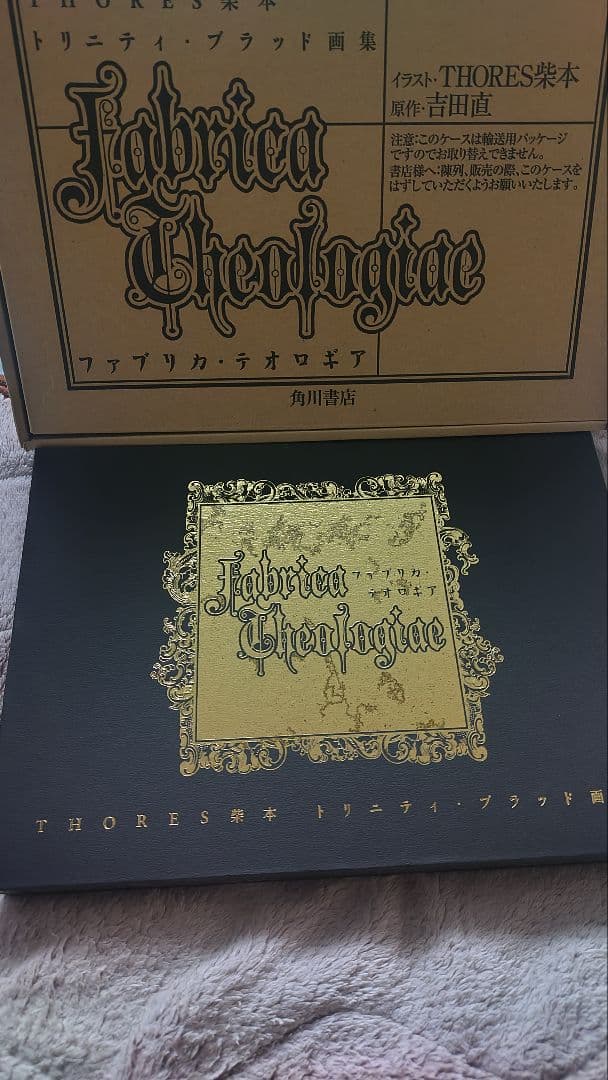 THORES柴本
トリニティ・ブラッド画集
Fabrica
Theologiae
ファブリカ・テオロギア
イラスト・THORES柴本
原作・吉田直
注意：このケースは輸送用パッケージ
ですのでお取り替えできません。
書店様へ：陳列、販売の際、このケースを
はずしていただくようお願いいたします。
角川書店
Fabrica
ファブリカ・
テオロギア
Theologiae
THORES柴本 トリニティ・ブラッド画